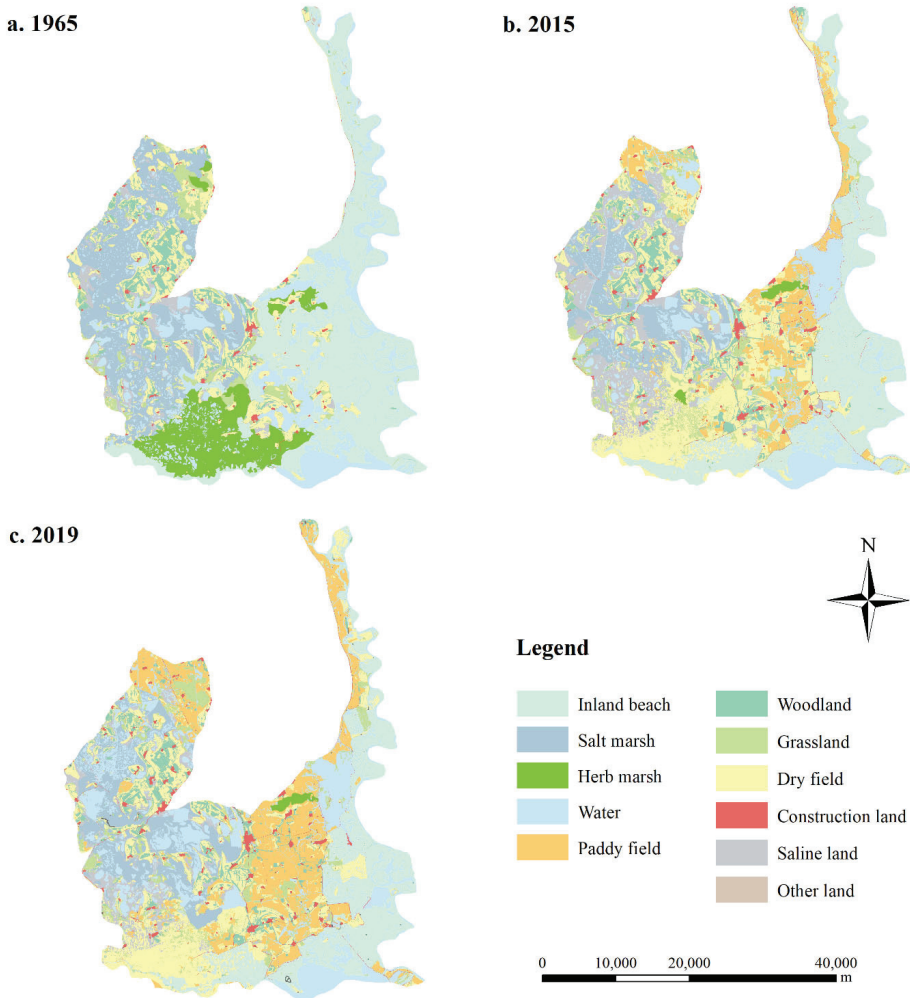 a. 1965
b. 2015
c. 2019
N
Legend
Inland beach
Salt marsh
Herb marsh
Water
Paddy field
Woodland
Grassland
Dry field
Construction land
Saline land
Other land
0 10,000 20,000 40,000
m